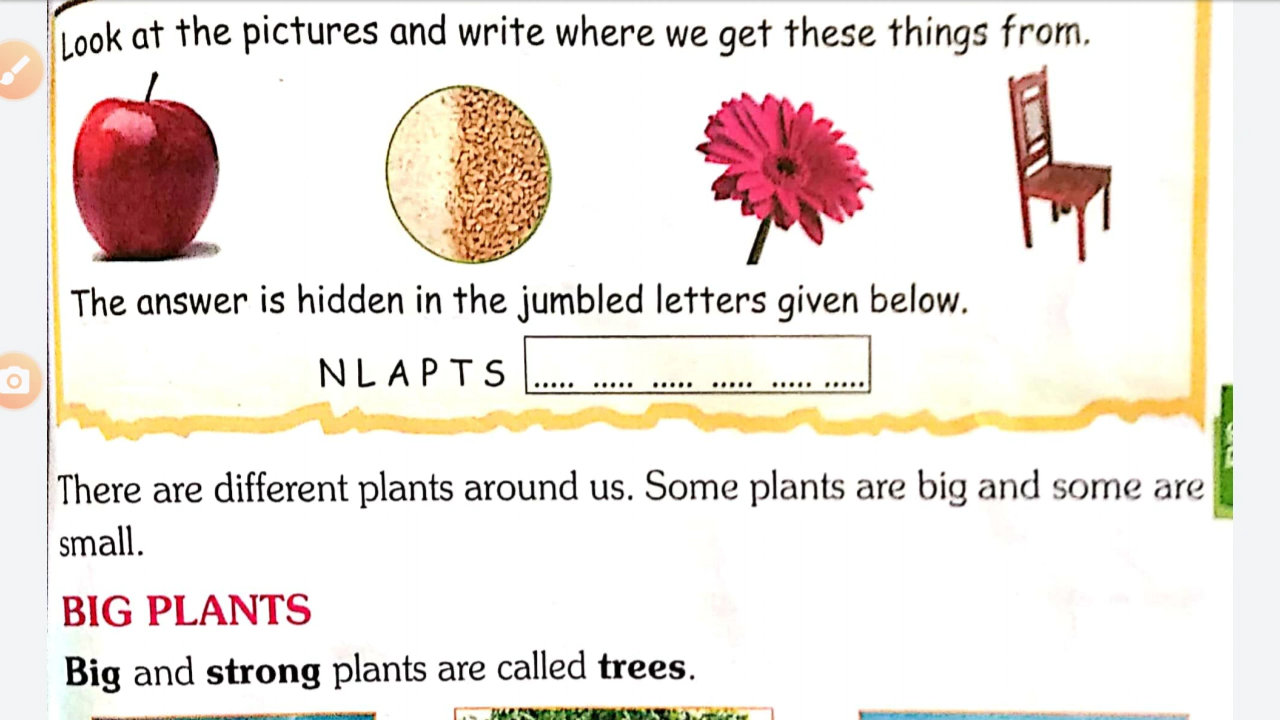 Look at the pictures and write where we get these things from.
The answer is hidden in the jumbled letters given below.
N L A P T S ..... ..... ..... ..... ..... .....
There are different plants around us. Some plants are big and some are
small.
BIG PLANTS
Big and strong plants are called trees.